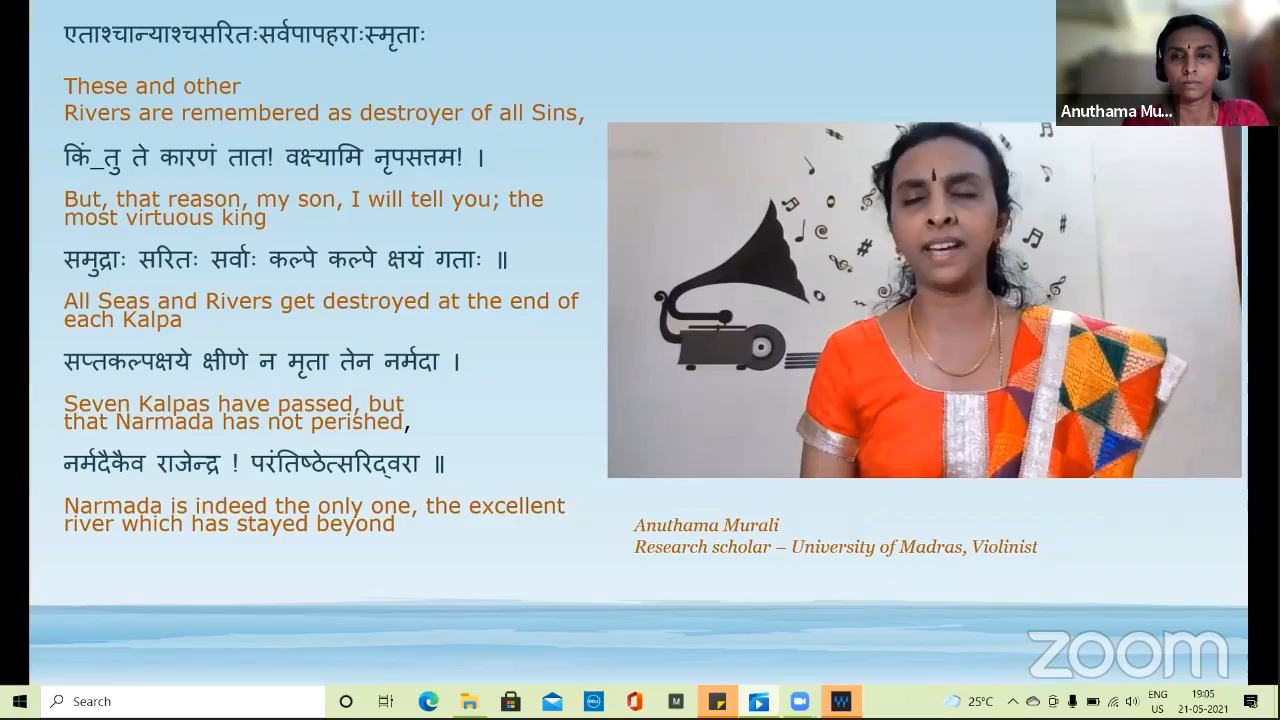 एताश्चान्याश्चसरितःसर्वपापहराःस्मृताः
These and other
Rivers are remembered as destroyer of all Sins,
किं_तु ते कारणं तात! वक्ष्यामि नृपसत्तम! ।
But, that reason, my son, I will tell you; the
most virtuous king
समुद्राः सरितः सर्वाः कल्पे कल्पे क्षयं गताः ॥
All Seas and Rivers get destroyed at the end of
each Kalpa
सप्तकल्पक्षये क्षीणे न मृता तेन नर्मदा ।
Seven Kalpas have passed, but
that Narmada has not perished,
नर्मदैकैव राजेन्द्र ! परंतिष्ठेत्सरिद्वरा ॥
Narmada is indeed the only one, the excellent
river which has stayed beyond
Anuthama Mu...
Anuthama Murali
Research scholar – University of Madras, Violinist
zoom
Search
DELL
M
W
25°C
ENG
US
19:05
21-05-2021